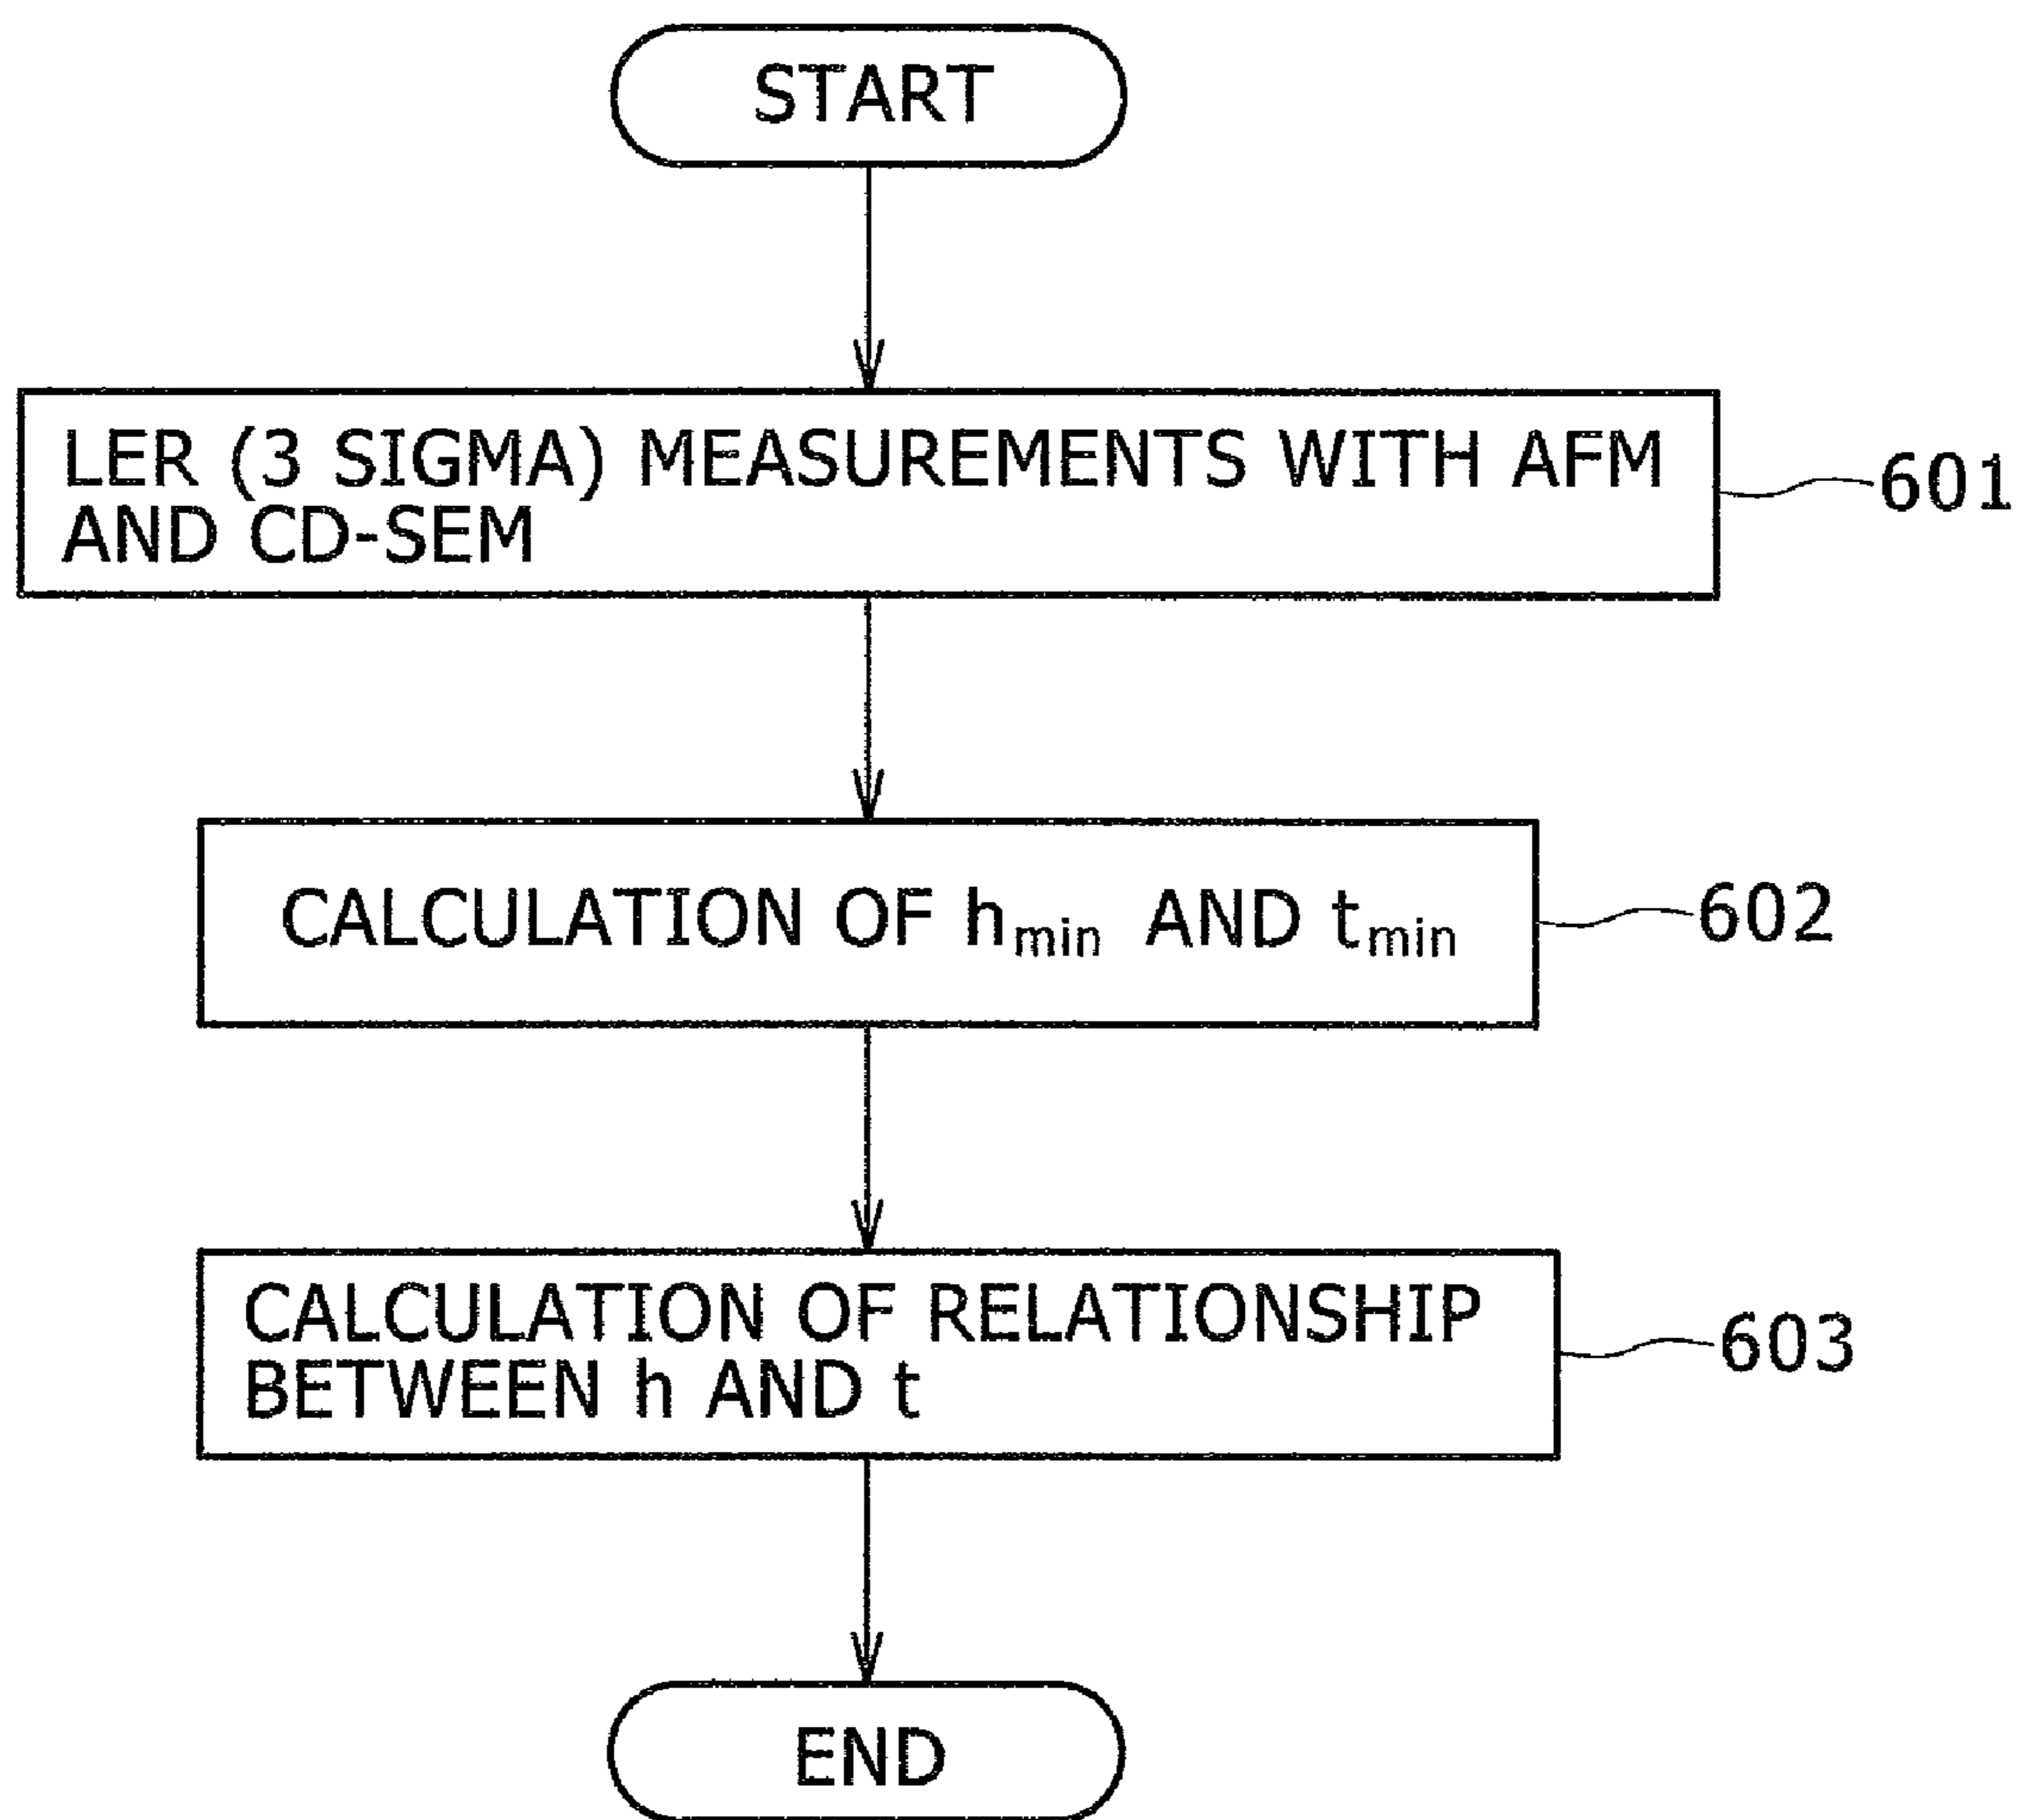 START
LER (3 SIGMA) MEASUREMENTS WITH AFM
AND CD-SEM
601
CALCULATION OF hmin AND tmin
602
CALCULATION OF RELATIONSHIP
BETWEEN h AND t
603
END